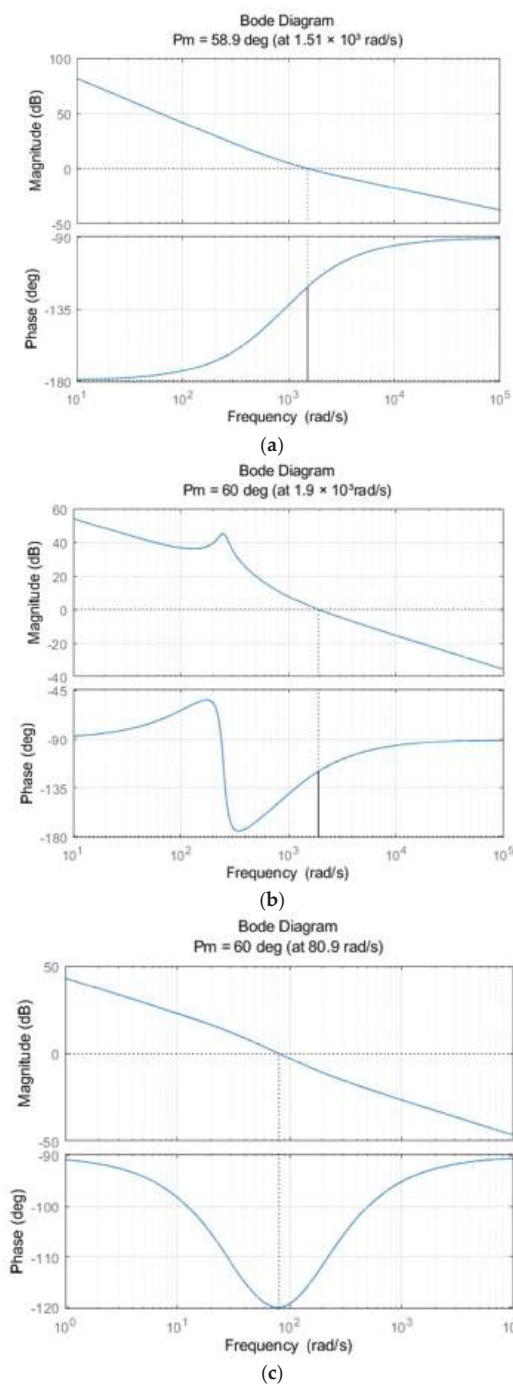 Bode Diagram
Pm = 58.9 deg (at 1.51 × 10³ rad/s)
Magnitude (dB)
100
50
0
-50
Phase (deg)
-90
-135
-180
10¹ 10² 10³ 10⁴ 10⁵
Frequency (rad/s)
(a)
Bode Diagram
Pm = 60 deg (at 1.9 × 10³rad/s)
Magnitude (dB)
60
40
20
0
-20
-40
Phase (deg)
-45
-90
-135
-180
10¹ 10² 10³ 10⁴ 10⁵
Frequency (rad/s)
(b)
Bode Diagram
Pm = 60 deg (at 80.9 rad/s)
Magnitude (dB)
50
0
-50
Phase (deg)
-90
-100
-110
-120
10⁰ 10¹ 10² 10³ 10
Frequency (rad/s)
(c)